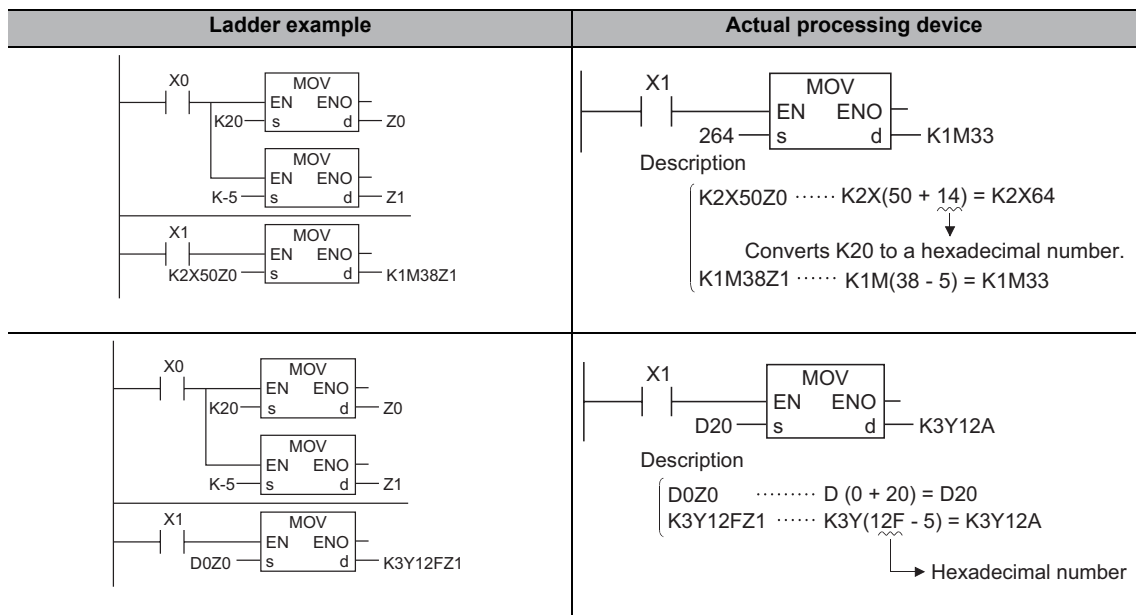 Ladder example
Actual processing device
X0
MOV
EN ENO
K20 s d Z0
MOV
EN ENO
K-5 s d Z1
X1
MOV
EN ENO
K2X50Z0 s d K1M38Z1
X1
MOV
EN ENO
264 s d K1M33
Description
K2X50Z0 ······ K2X(50 + 14) = K2X64
Converts K20 to a hexadecimal number.
K1M38Z1 ······ K1M(38 - 5) = K1M33
X0
MOV
EN ENO
K20 s d Z0
MOV
EN ENO
K-5 s d Z1
X1
MOV
EN ENO
D0Z0 s d K3Y12FZ1
X1
MOV
EN ENO
D20 s d K3Y12A
Description
D0Z0 ········· D (0 + 20) = D20
K3Y12FZ1 ······ K3Y(12F - 5) = K3Y12A
Hexadecimal number